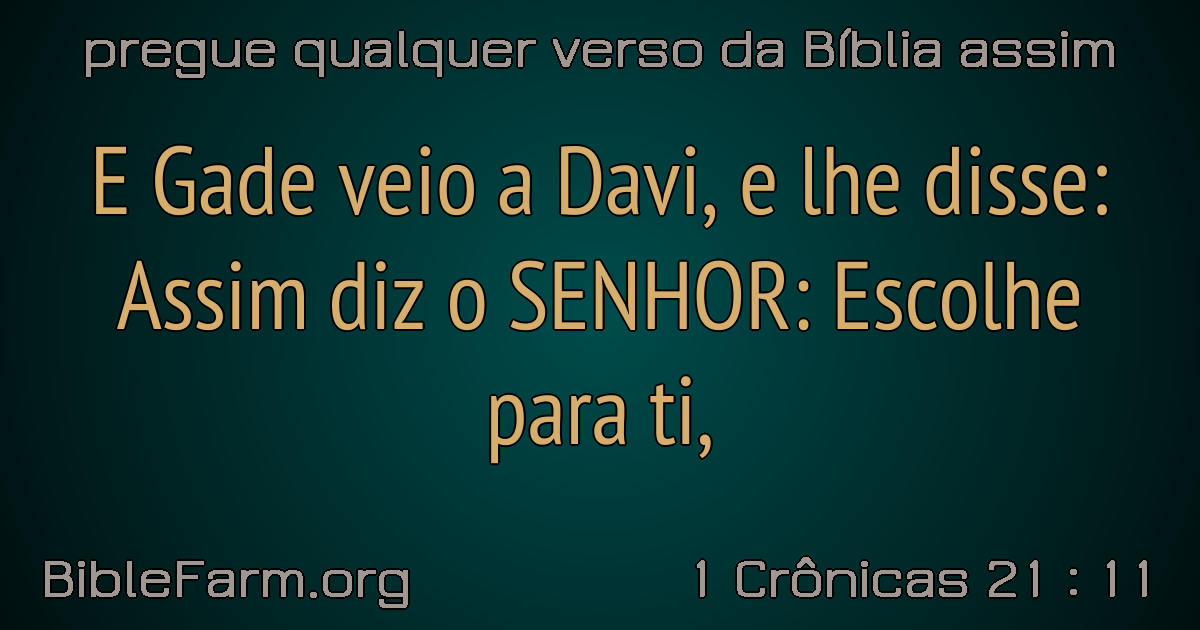 pregue qualquer verso da Bíblia assim
E Gade veio a Davi, e lhe disse:
Assim diz o SENHOR: Escolhe
para ti,
BibleFarm.org
1 Crônicas 21 : 11